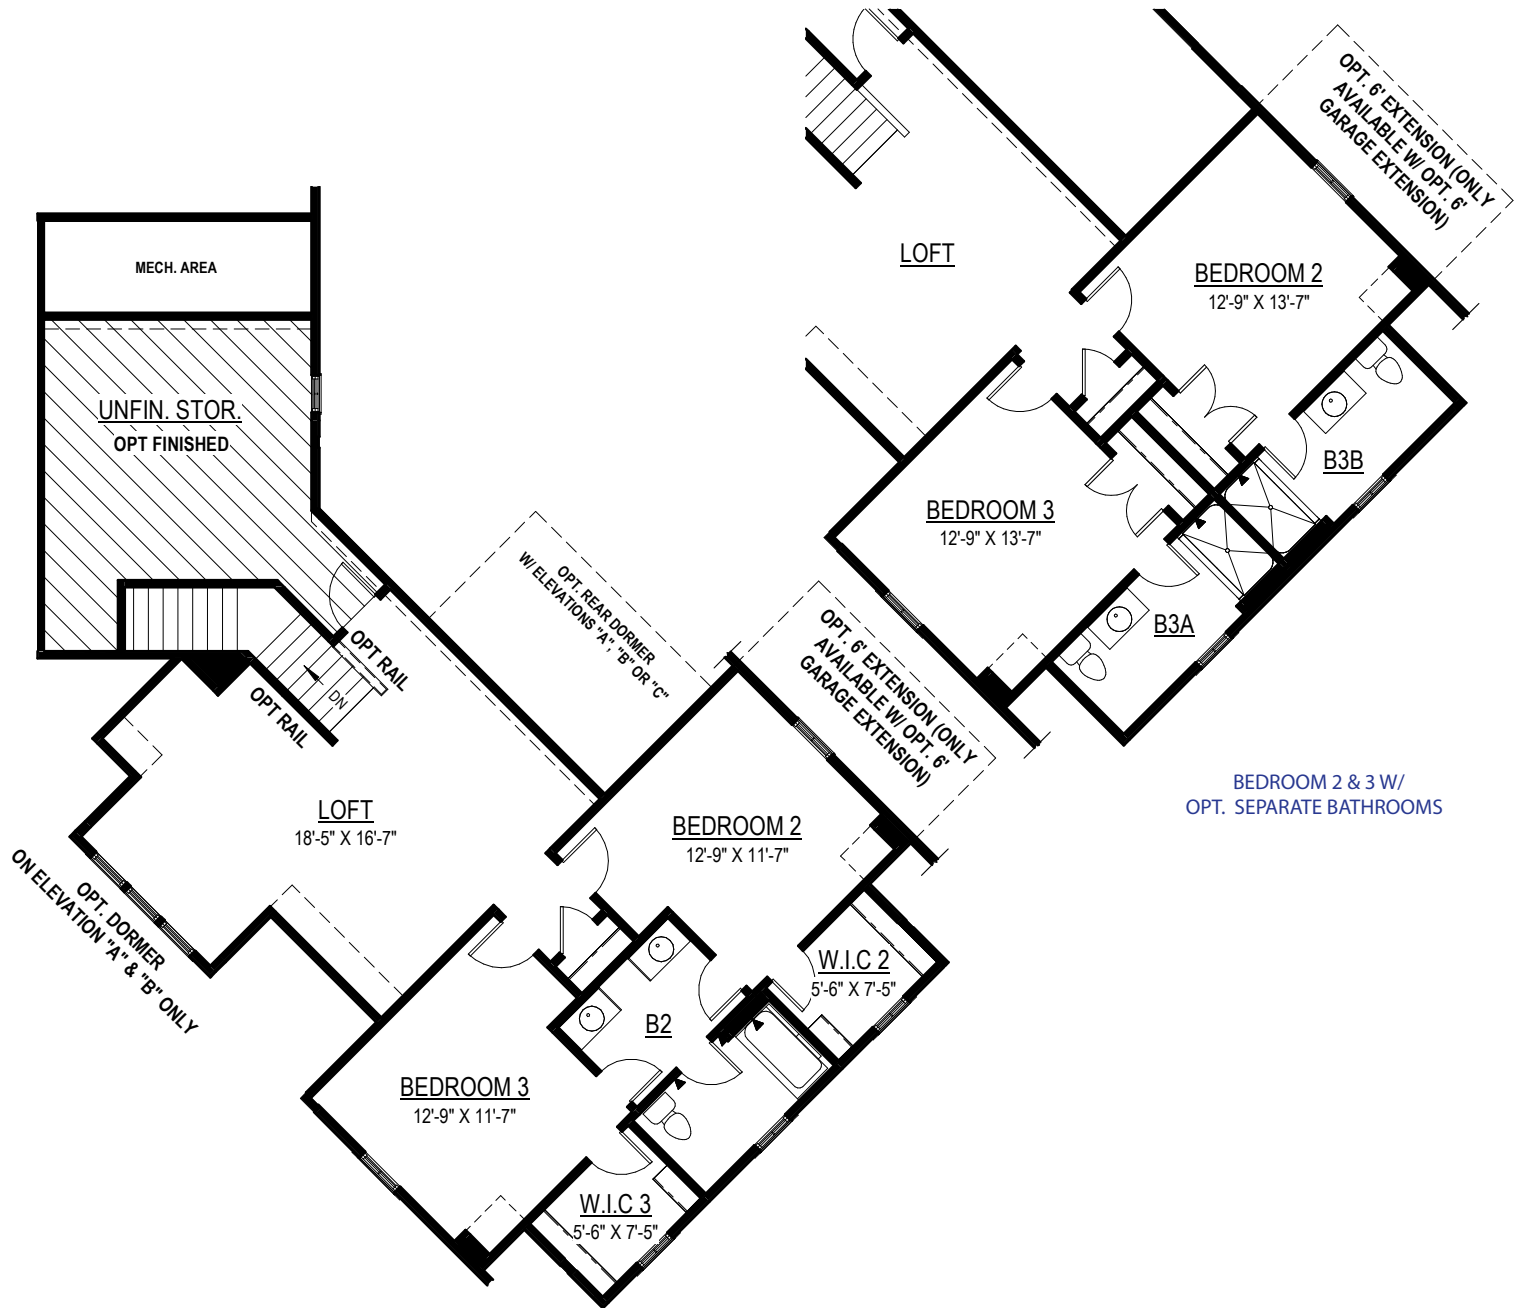 MECH. AREA
UNFIN. STOR.
OPT FINISHED
OPT RAIL
OPT RAIL
DN
LOFT
18'-5" X 16'-7"
OPT. DORMER
ON ELEVATION "A" & "B" ONLY
OPT. REAR DORMER
W/ ELEVATIONS "A", "B" OR "C"
OPT. 6' EXTENSION (ONLY
AVAILABLE W/ OPT. 6'
GARAGE EXTENSION)
BEDROOM 2
12'-9" X 11'-7"
W.I.C 2
5'-6" X 7'-5"
B2
BEDROOM 3
12'-9" X 11'-7"
W.I.C 3
5'-6" X 7'-5"
LOFT
OPT. 6' EXTENSION (ONLY
AVAILABLE W/ OPT. 6'
GARAGE EXTENSION)
BEDROOM 2
12'-9" X 13'-7"
B3B
BEDROOM 3
12'-9" X 13'-7"
B3A
BEDROOM 2 & 3 W/
OPT. SEPARATE BATHROOMS